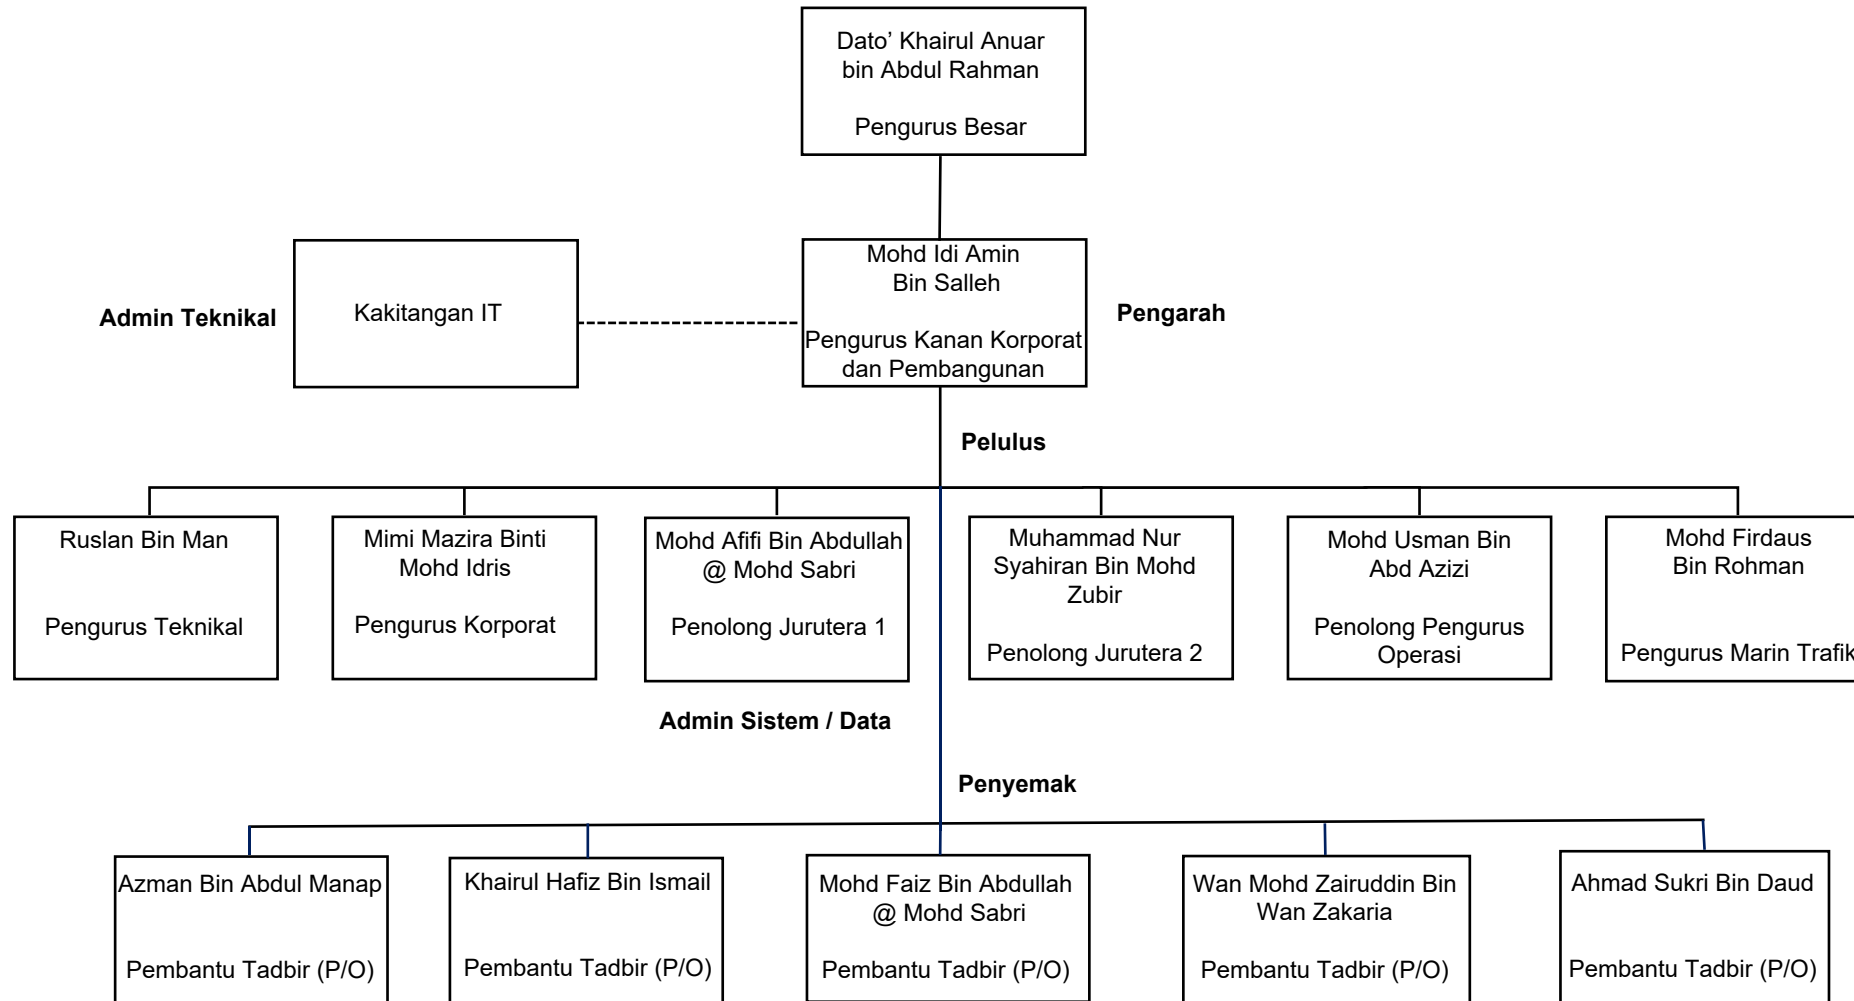 Dato’ Khairul Anuar
bin Abdul Rahman
Pengurus Besar
Admin Teknikal
Kakitangan IT
Mohd Idi Amin
Bin Salleh
Pengurus Kanan Korporat
dan Pembangunan
Pengarah
Pelulus
Ruslan Bin Man
Pengurus Teknikal
Mimi Mazira Binti
Mohd Idris
Pengurus Korporat
Mohd Afifi Bin Abdullah
@ Mohd Sabri
Penolong Jurutera 1
Muhammad Nur
Syahiran Bin Mohd
Zubir
Penolong Jurutera 2
Mohd Usman Bin
Abd Azizi
Penolong Pengurus
Operasi
Mohd Firdaus
Bin Rohman
Pengurus Marin Trafik
Admin Sistem / Data
Penyemak
Azman Bin Abdul Manap
Pembantu Tadbir (P/O)
Khairul Hafiz Bin Ismail
Pembantu Tadbir (P/O)
Mohd Faiz Bin Abdullah
@ Mohd Sabri
Pembantu Tadbir (P/O)
Wan Mohd Zairuddin Bin
Wan Zakaria
Pembantu Tadbir (P/O)
Ahmad Sukri Bin Daud
Pembantu Tadbir (P/O)